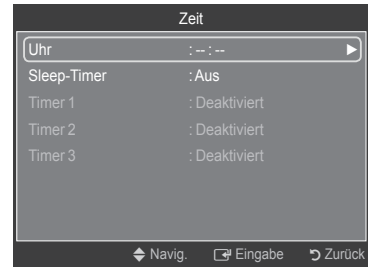 Zeit
Uhr : -- : --
Sleep-Timer : Aus
Timer 1 : Deaktiviert
Timer 2 : Deaktiviert
Timer 3 : Deaktiviert
Navig. Eingabe Zurück